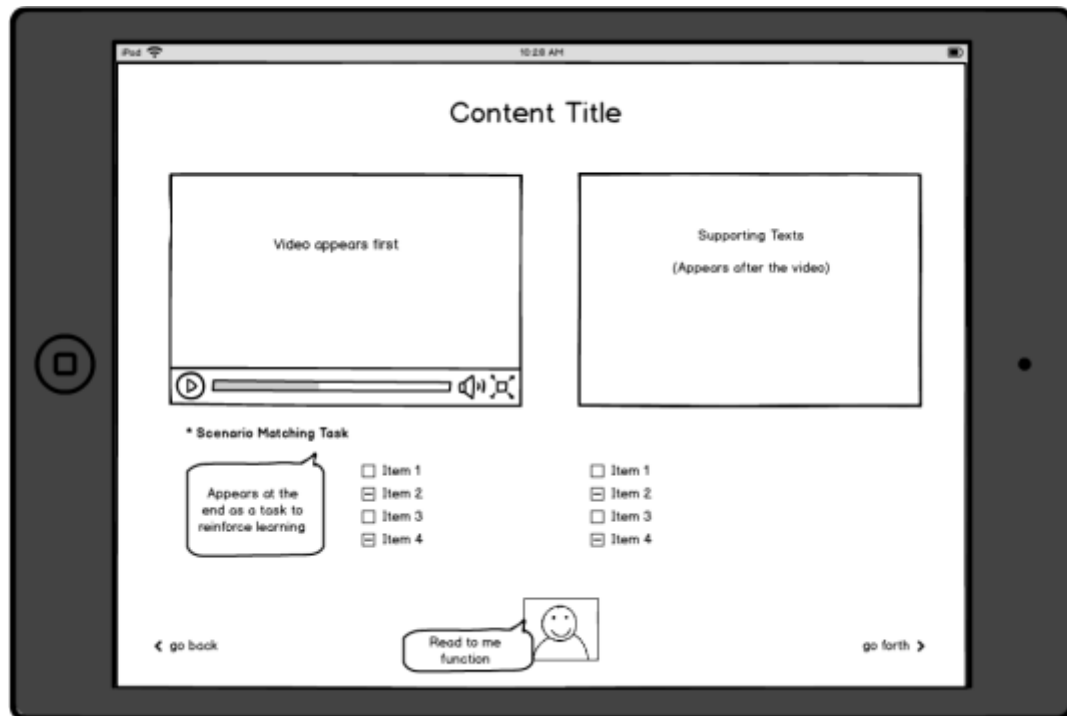 iPod
10:28 AM
Content Title
Video appears first
Supporting Texts
(Appears after the video)
* Scenario Matching Task
Appears at the
end as a task to
reinforce learning
Item 1
Item 2
Item 3
Item 4
Item 1
Item 2
Item 3
Item 4
go back
Read to me
function
go forth